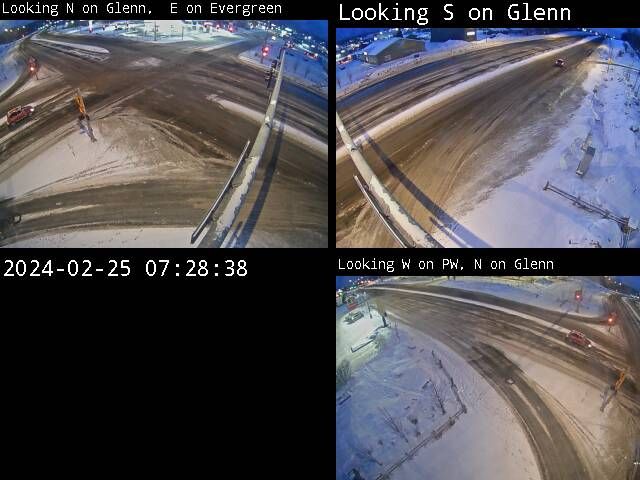 Looking N on Glenn, E on Evergreen
Looking S on Glenn
2024-02-25 07:28:38
Looking W on PW, N on Glenn